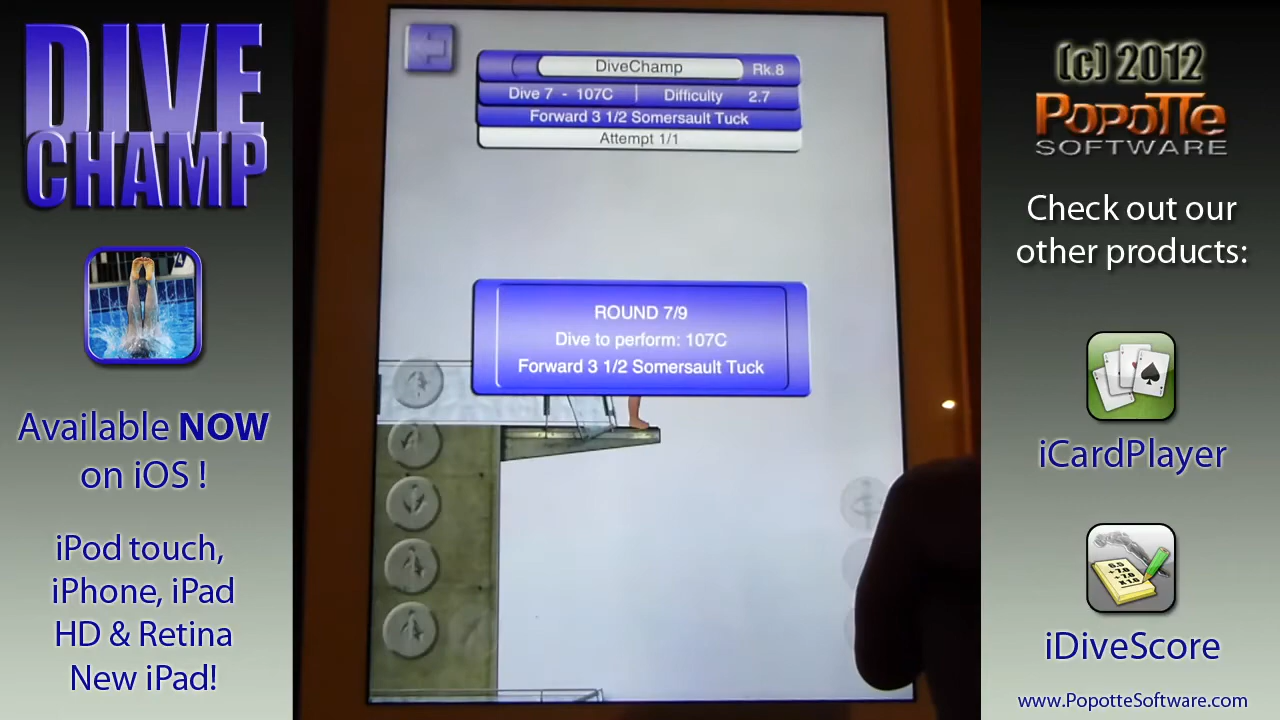 DIVE
CHAMP
Available NOW
on iOS !
iPod touch,
iPhone, iPad
HD & Retina
New iPad!
DiveChamp
Rk.8
Dive 7 - 107C | Difficulty 2.7
Forward 3 1/2 Somersault Tuck
Attempt 1/1
ROUND 7/9
Dive to perform: 107C
Forward 3 1/2 Somersault Tuck
(c) 2012
POPOTTE
SOFTWARE
Check out our
other products:
iCardPlayer
iDiveScore
www.PopotteSoftware.com